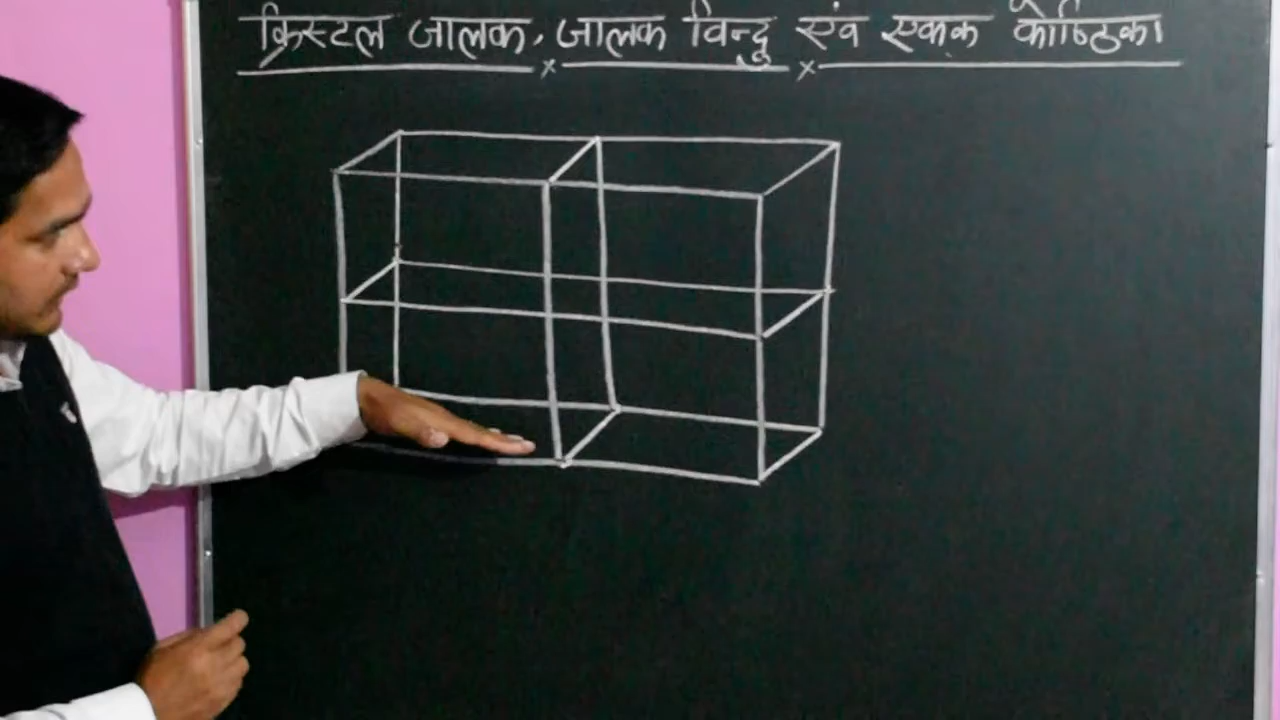 क्रिस्टल जालक, जालक विन्दू एंव एकक कोष्ठिका